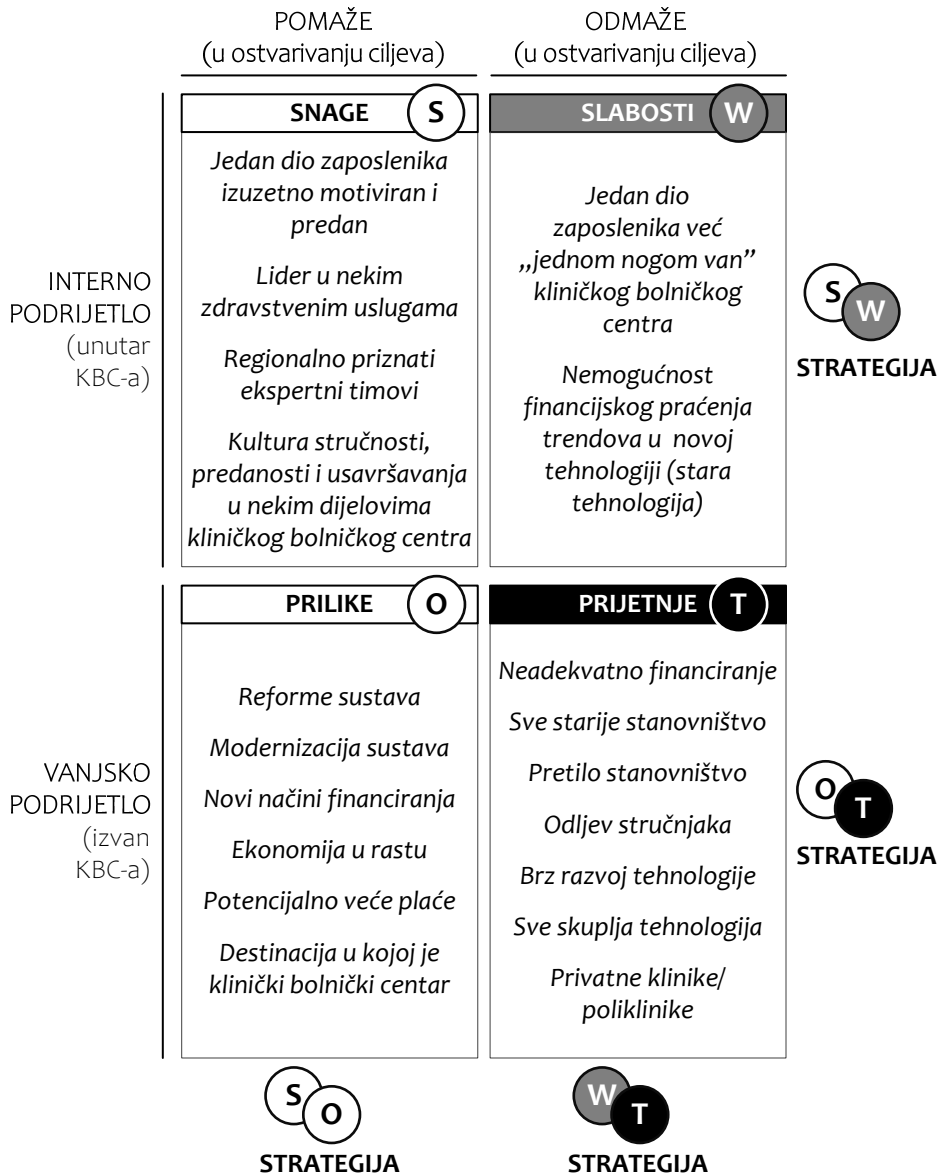 POMAŽE
(u ostvarivanju ciljeva)
ODMAŽE
(u ostvarivanju ciljeva)
SNAGE
S
SLABOSTI
W
INTERNO
PODRIJETLO
(unutar
KBC-a)
Jedan dio zaposlenika
izuzetno motiviran i
predan
Lider u nekim
zdravstvenim uslugama
Regionalno priznati
ekspertni timovi
Kultura stručnosti,
predanosti i usavršavanja
u nekim dijelovima
kliničkog bolničkog centra
Jedan dio
zaposlenika već
„jednom nogom van”
kliničkog bolničkog
centra
Nemogućnost
financijskog praćenja
trendova u novoj
tehnologiji (stara
tehnologija)
S
W
STRATEGIJA
PRILIKE
O
PRIJETNJE
T
VANJSKO
PODRIJETLO
(izvan
KBC-a)
Reforme sustava
Modernizacija sustava
Novi načini financiranja
Ekonomija u rastu
Potencijalno veće plaće
Destinacija u kojoj je
klinički bolnički centar
Neadekvatno financiranje
Sve starije stanovništvo
Pretilo stanovništvo
Odljev stručnjaka
Brz razvoj tehnologije
Sve skuplja tehnologija
Privatne klinike/
poliklinike
O
T
STRATEGIJA
S
O
STRATEGIJA
W
T
STRATEGIJA